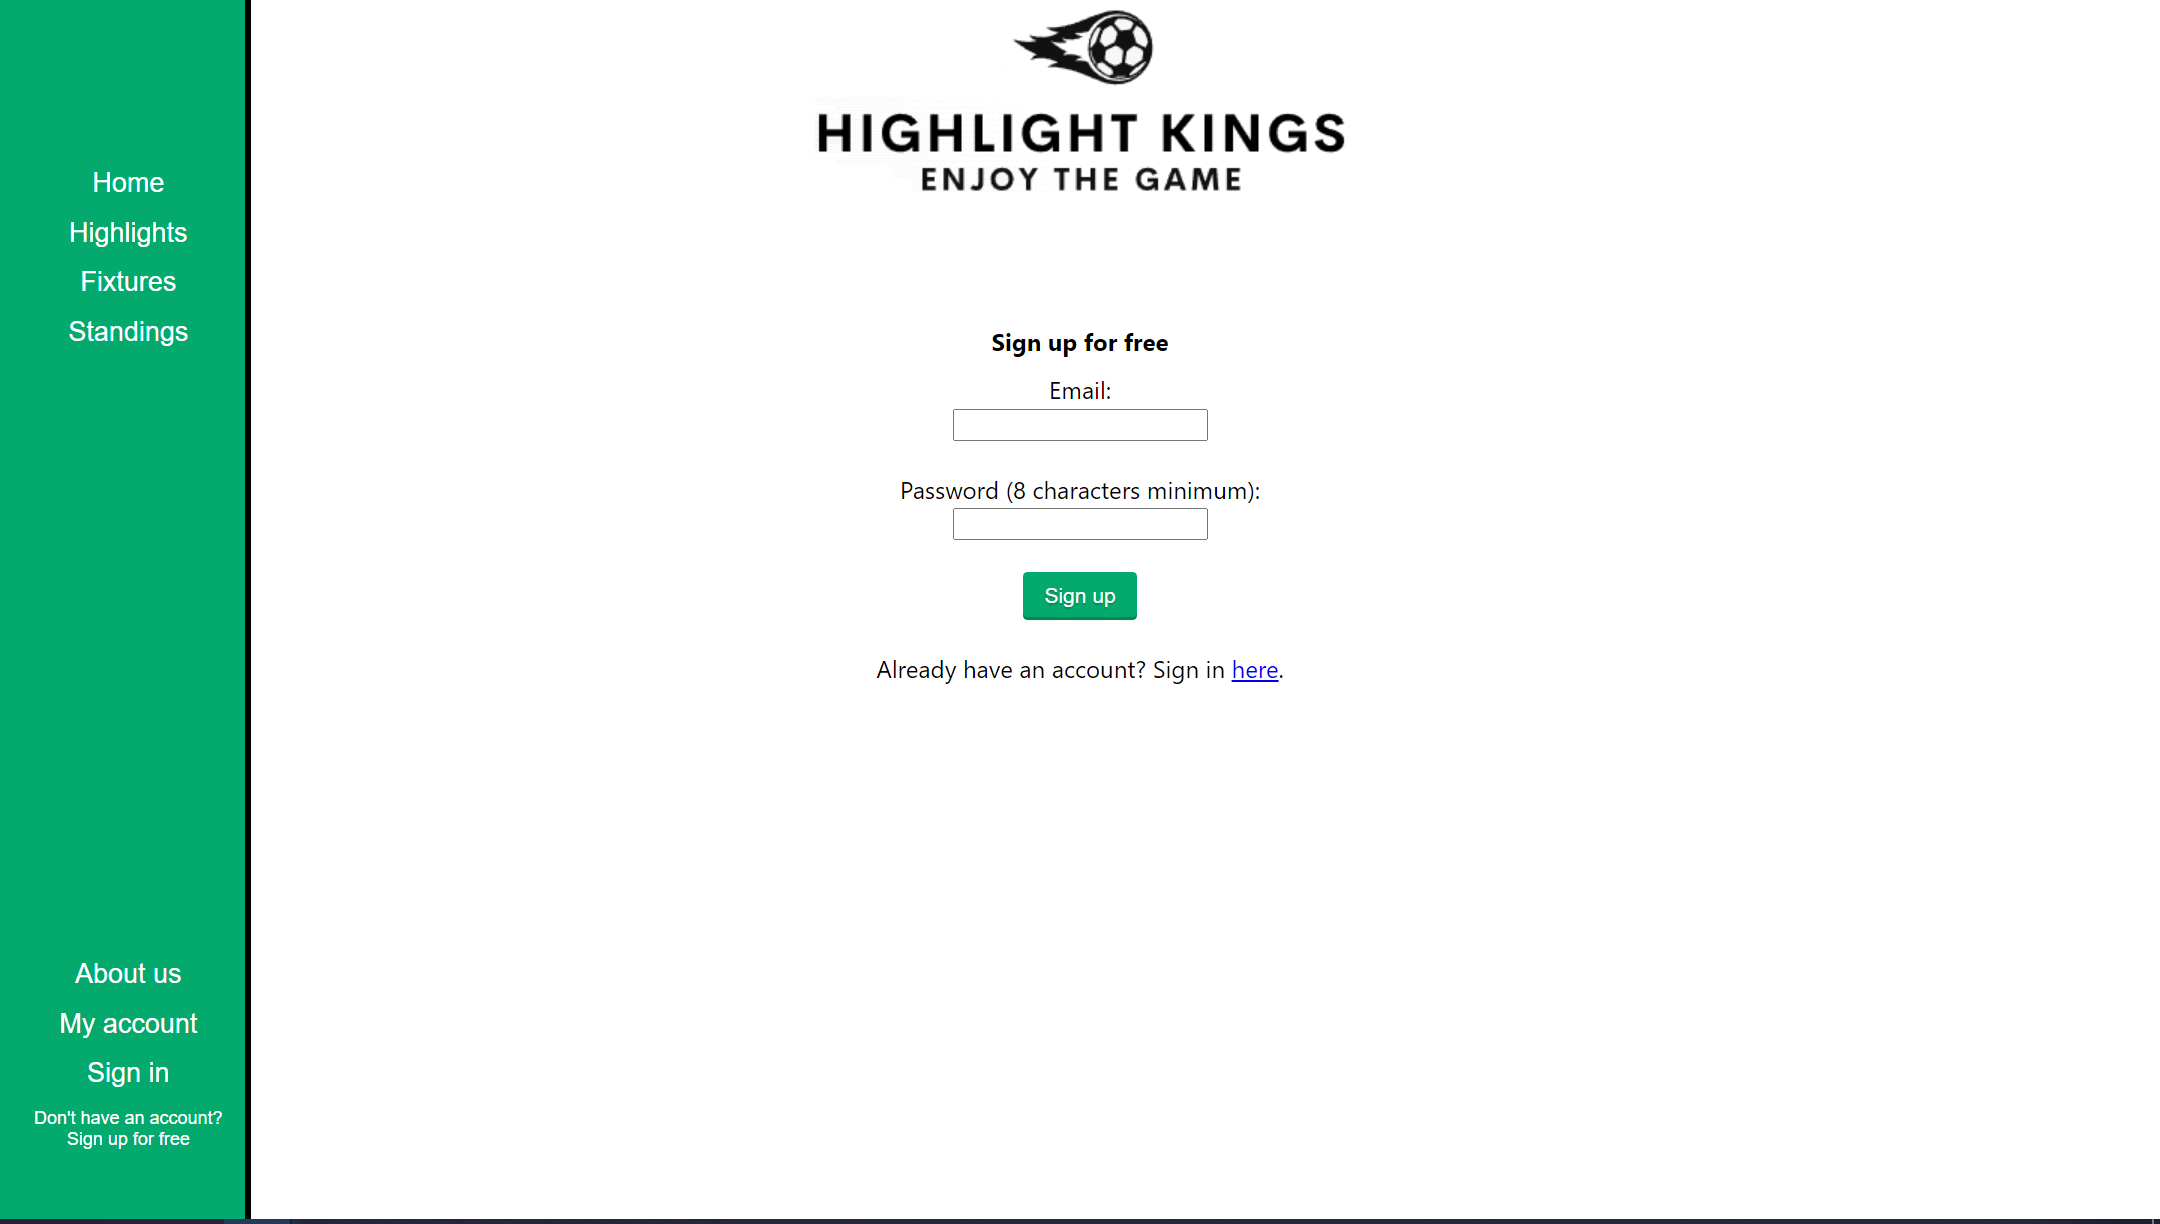 HIGHLIGHT KINGS
ENJOY THE GAME
Home
Highlights
Fixtures
Standings
Sign up for free
Email:
Password (8 characters minimum):
Sign up
Already have an account? Sign in here.
About us
My account
Sign in
Don't have an account?
Sign up for free